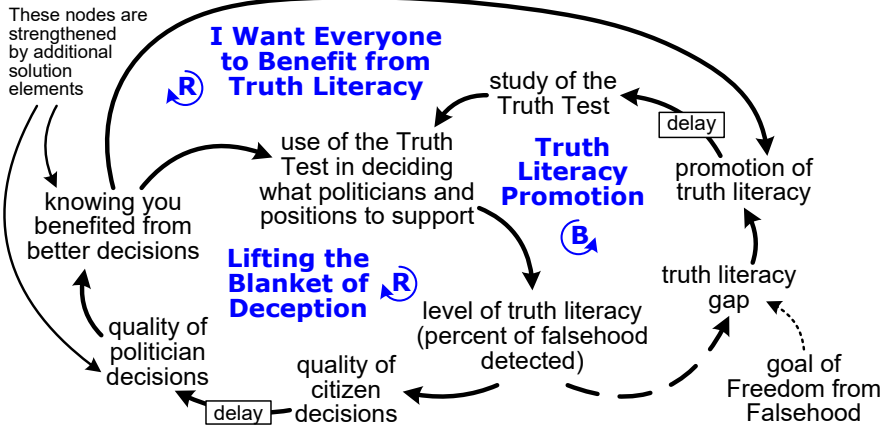 These nodes are
strengthened
by additional
solution
elements
I Want Everyone
to Benefit from
Truth Literacy
R
study of the
Truth Test
delay
use of the Truth
Test in deciding
what politicians and
positions to support
Truth
Literacy
Promotion
B
promotion of
truth literacy
knowing you
benefited from
better decisions
Lifting the
Blanket of
Deception
R
truth literacy
gap
level of truth literacy
(percent of falsehood
detected)
quality of
politician
decisions
quality of
citizen
decisions
delay
goal of
Freedom from
Falsehood